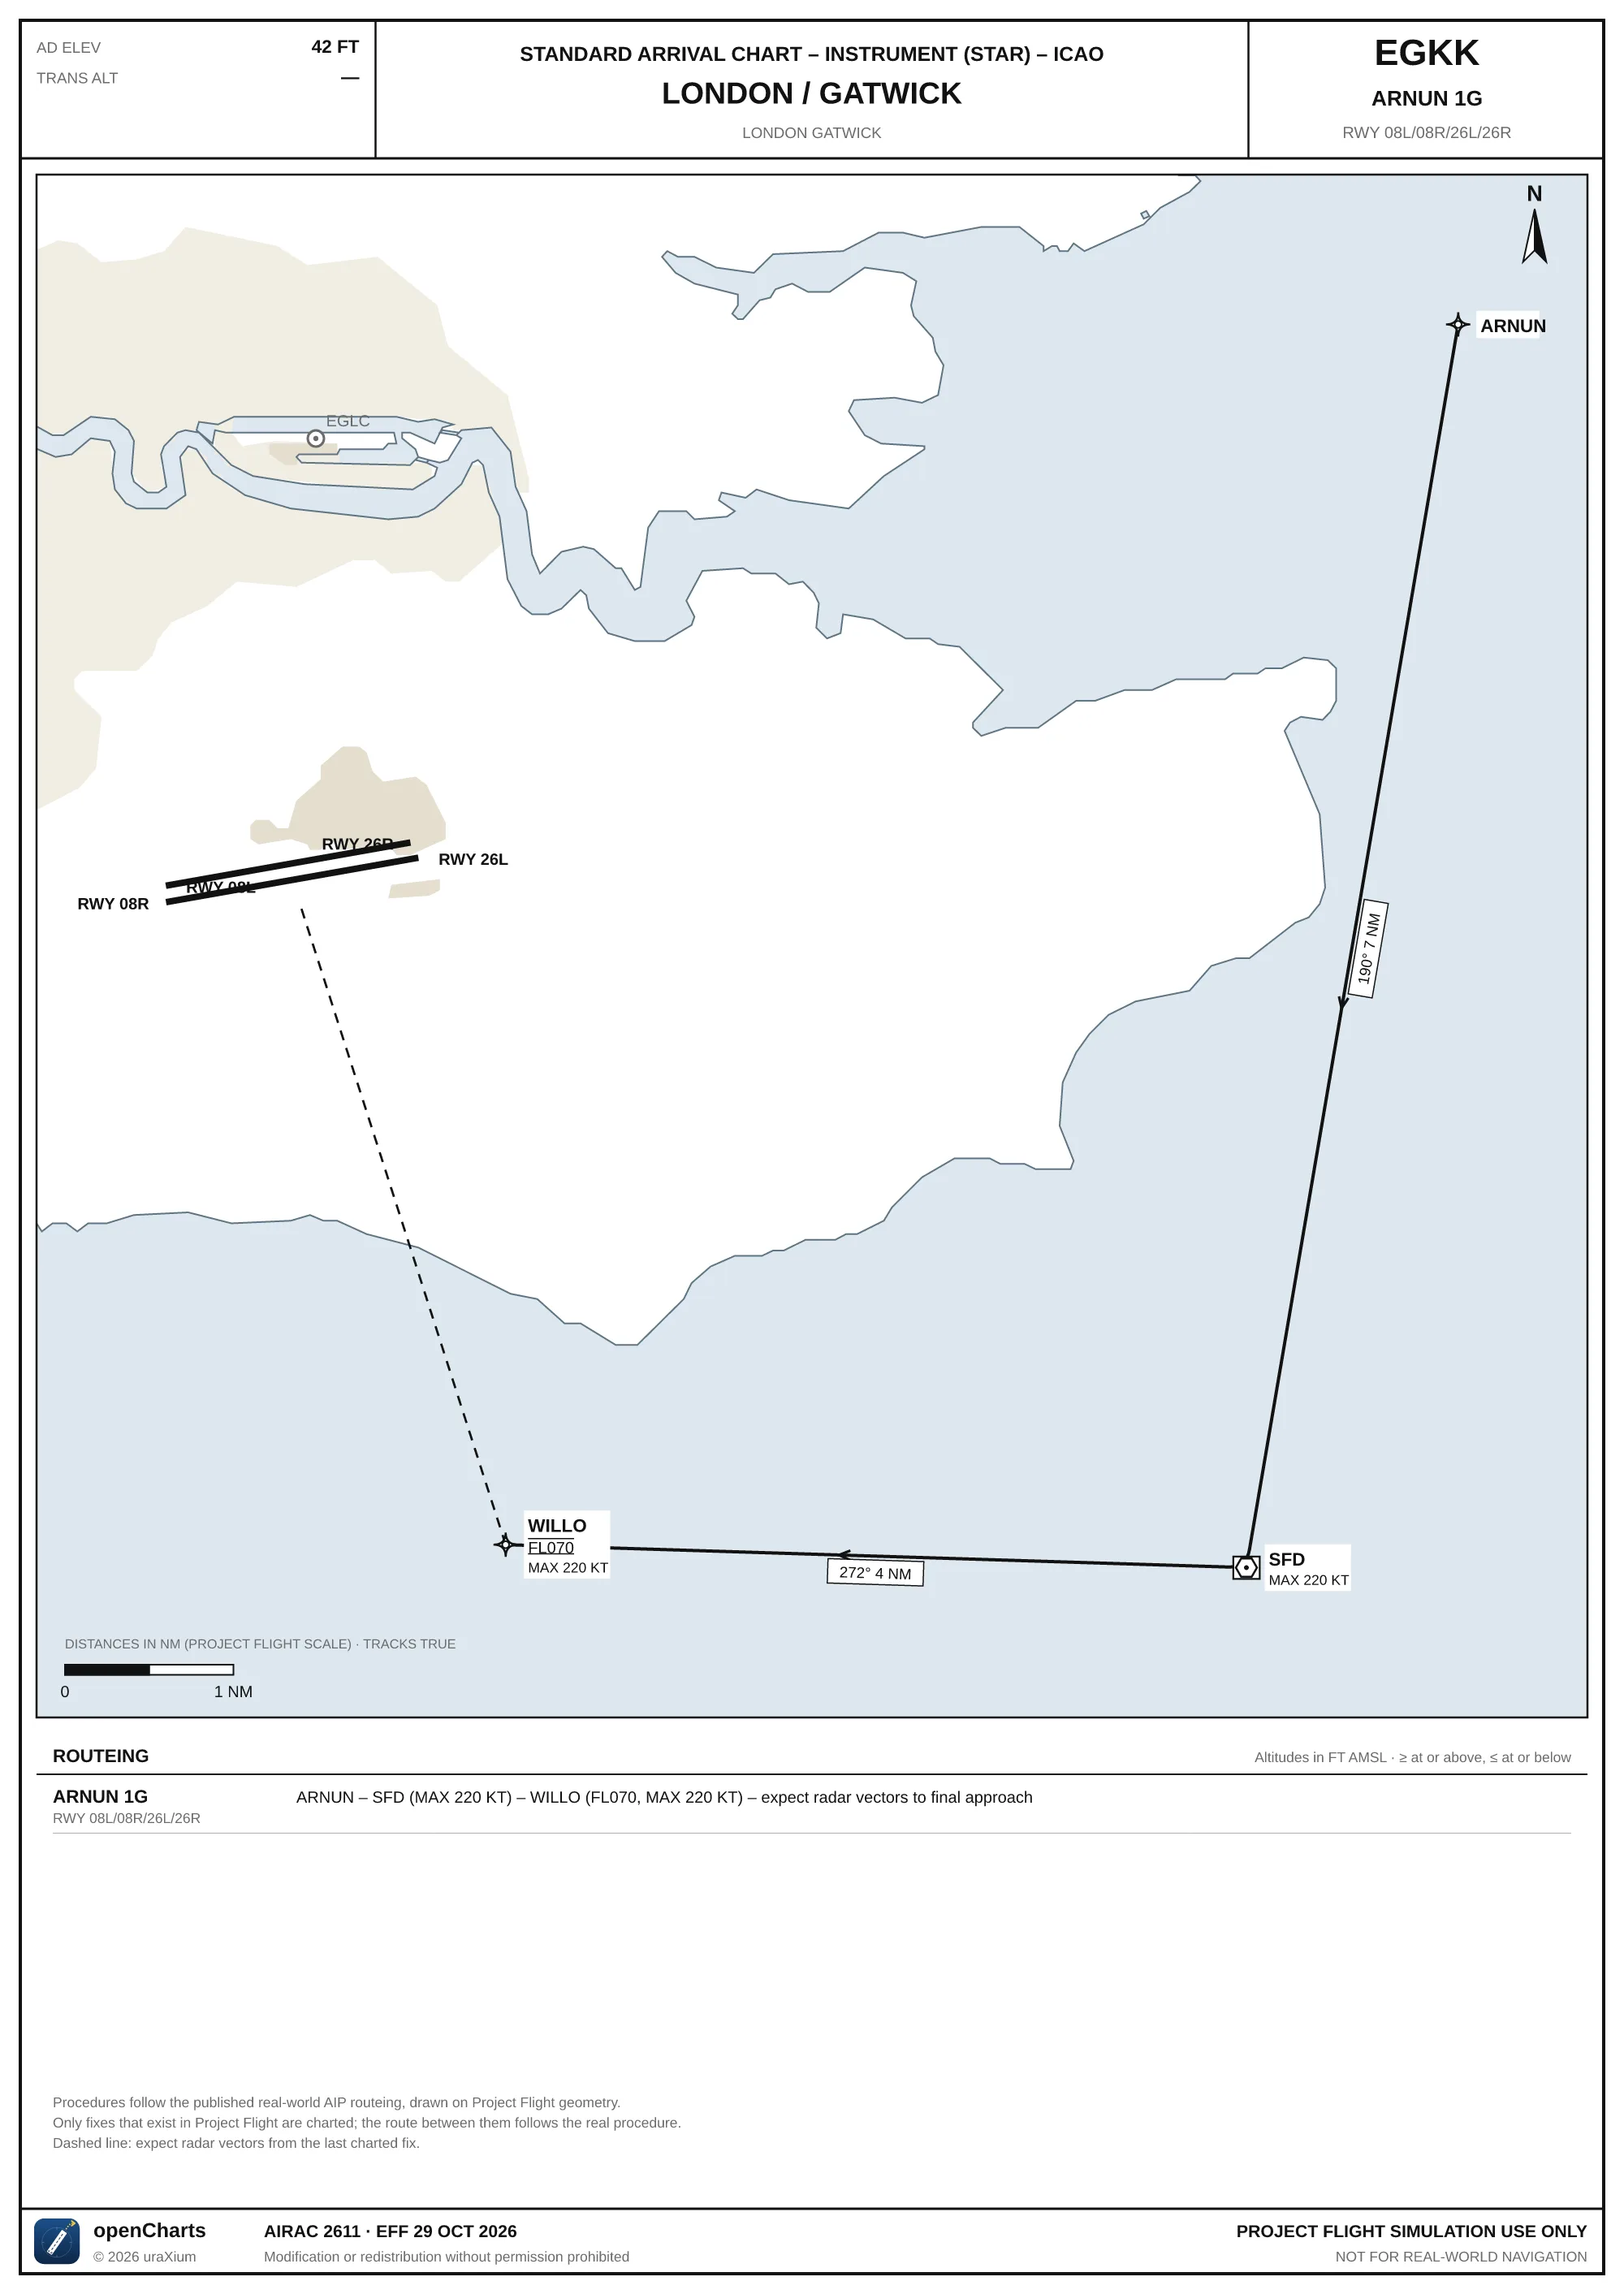 AD ELEV 42 FT
TRANS ALT —
STANDARD ARRIVAL CHART – INSTRUMENT (STAR) – ICAO
LONDON / GATWICK
LONDON GATWICK
EGKK
ARNUN 1G
RWY 08L/08R/26L/26R
N
ARNUN
EGLC
RWY 26R
RWY 26L
RWY 08L
RWY 08R
190° 7 NM
WILLO
FL070
MAX 220 KT
272° 4 NM
SFD
MAX 220 KT
DISTANCES IN NM (PROJECT FLIGHT SCALE) · TRACKS TRUE
0 1 NM
ROUTEING
Altitudes in FT AMSL · ≥ at or above, ≤ at or below
ARNUN 1G
RWY 08L/08R/26L/26R
ARNUN – SFD (MAX 220 KT) – WILLO (FL070, MAX 220 KT) – expect radar vectors to final approach
Procedures follow the published real-world AIP routeing, drawn on Project Flight geometry.
Only fixes that exist in Project Flight are charted; the route between them follows the real procedure.
Dashed line: expect radar vectors from the last charted fix.
openCharts
© 2026 uraXium
AIRAC 2611 · EFF 29 OCT 2026
Modification or redistribution without permission prohibited
PROJECT FLIGHT SIMULATION USE ONLY
NOT FOR REAL-WORLD NAVIGATION